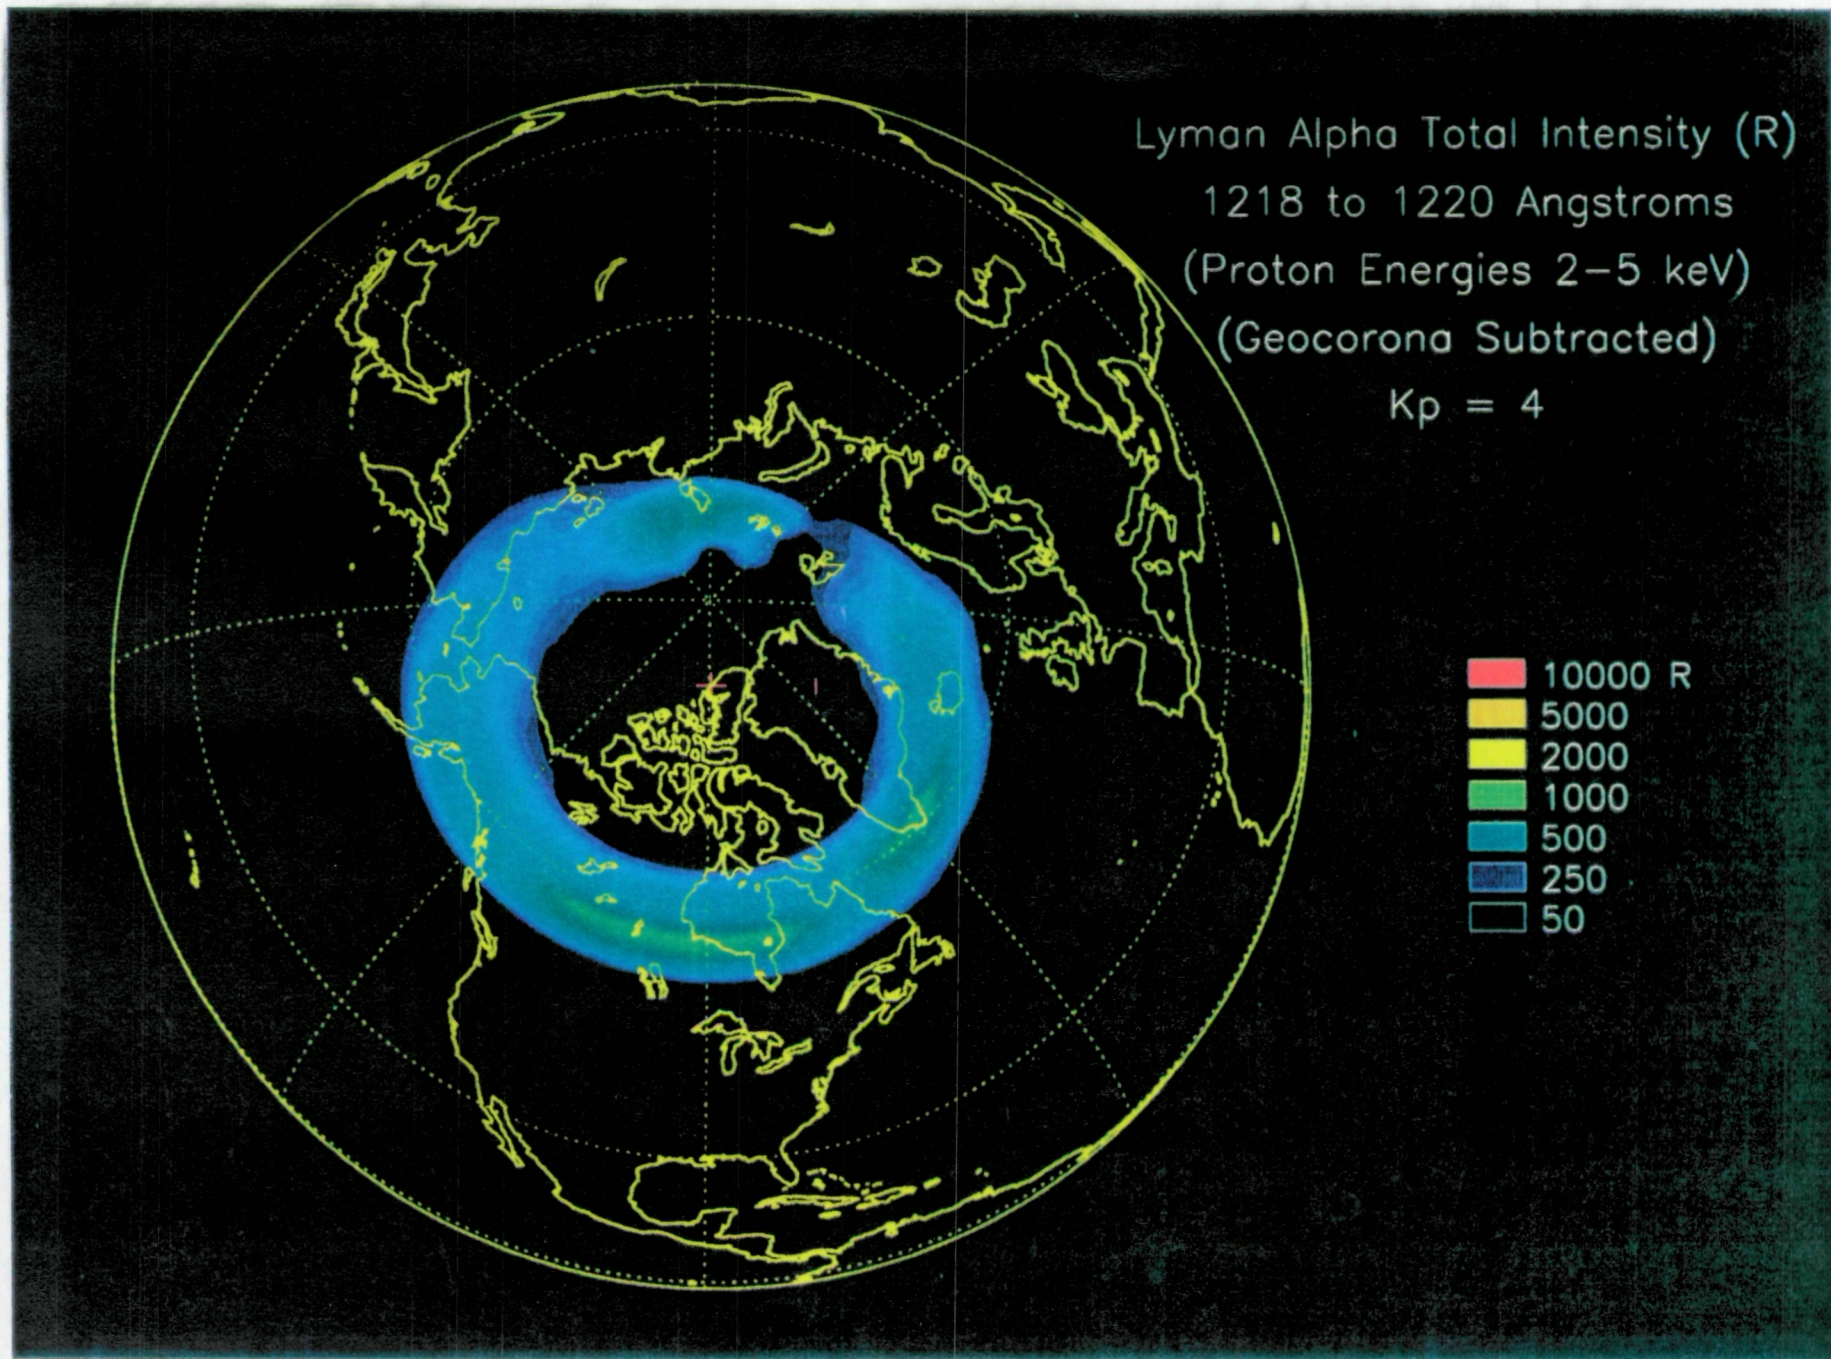 Lyman Alpha Total Intensity (R)
1218 to 1220 Angstroms
(Proton Energies 2-5 keV)
(Geocorona Subtracted)
Kp = 4
10000 R
5000
2000
1000
500
250
50